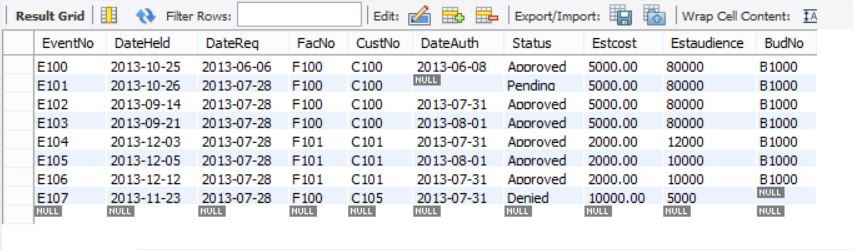 Result Grid Filter Rows: Edit: Export/Import: Wrap Cell Content: IA
EventNo DateHeld DateReq FacNo CustNo DateAuth Status Estcost Estaudience BudNo
E100 2013-10-25 2013-06-06 F100 C100 2013-06-08 Approved 5000.00 80000 B1000
E101 2013-10-26 2013-07-28 F100 C100 NULL Pending 5000.00 80000 B1000
E102 2013-09-14 2013-07-28 F100 C100 2013-07-31 Approved 5000.00 80000 B1000
E103 2013-09-21 2013-07-28 F100 C100 2013-08-01 Approved 5000.00 80000 B1000
E104 2013-12-03 2013-07-28 F101 C101 2013-07-31 Approved 2000.00 12000 B1000
E105 2013-12-05 2013-07-28 F101 C101 2013-08-01 Approved 2000.00 10000 B1000
E106 2013-12-12 2013-07-28 F101 C101 2013-07-31 Approved 2000.00 10000 B1000
E107 2013-11-23 2013-07-28 F100 C105 2013-07-31 Denied 10000.00 5000 NULL
NULL NULL NULL NULL NULL NULL NULL NULL NULL NULL